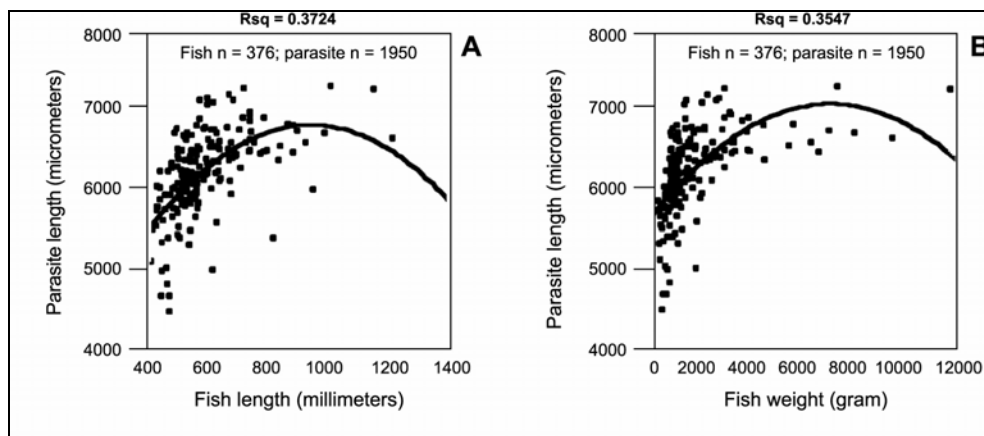 Rsq = 0.3724
A
Fish n = 376; parasite n = 1950
Parasite length (micrometers)
8000
7000
6000
5000
4000
400 600 800 1000 1200 1400
Fish length (millimeters)
Rsq = 0.3547
B
Fish n = 376; parasite n = 1950
Parasite length (micrometers)
8000
7000
6000
5000
4000
0 2000 4000 6000 8000 10000 12000
Fish weight (gram)